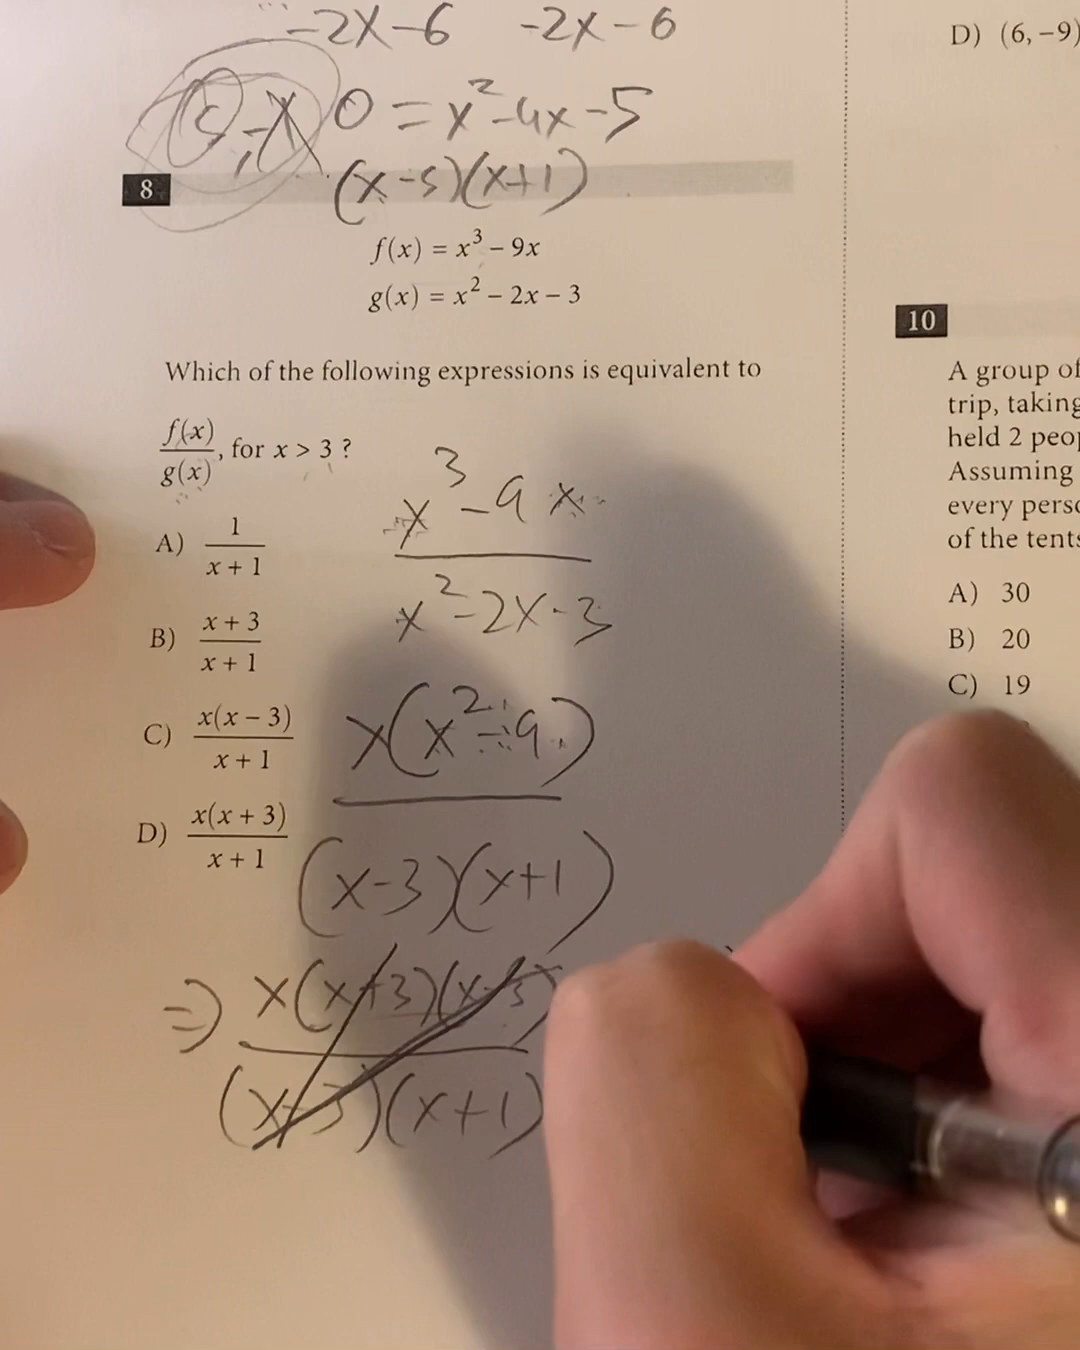 -2x-6 -2x-6
0 = x²-4x-5
(x-5)(x+1)
8
f(x) = x³ – 9x
g(x) = x² – 2x – 3
Which of the following expressions is equivalent to
f(x)/g(x), for x > 3 ?
A) 1/(x + 1)
B) (x + 3)/(x + 1)
C) x(x – 3)/(x + 1)
D) x(x + 3)/(x + 1)
x³-9x
x²-2x-3
x(x²-9)
(x-3)(x+1)
=> x(x+3)(x-3)
(x-3)(x+1)
D) (6, –9)
10
A group of
trip, taking
held 2
Assuming
every
of the tents
A) 30
B) 20
C) 19